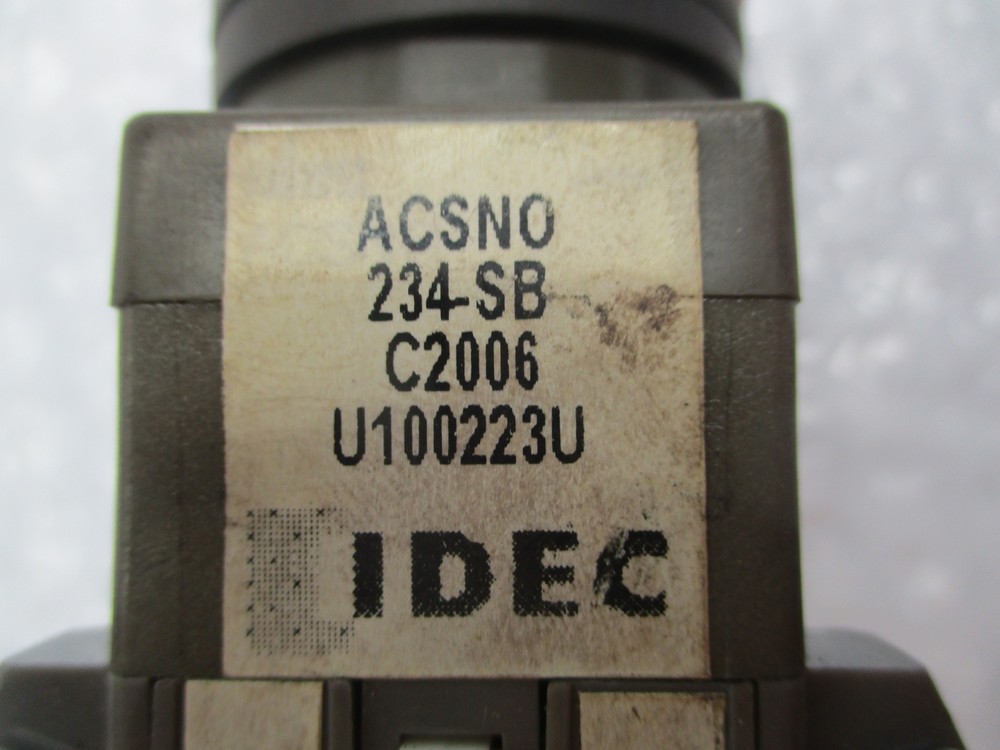 ACSNO
234-SB
C2006
U100223U
IDEC